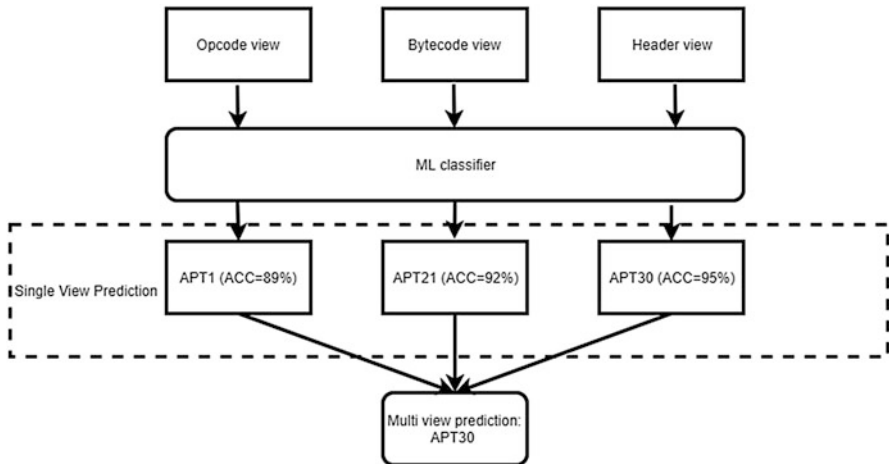 Opcode view
Bytecode view
Header view
ML classifier
APT1 (ACC=89%)
APT21 (ACC=92%)
APT30 (ACC=95%)
Single View Prediction
Multi view prediction:
APT30